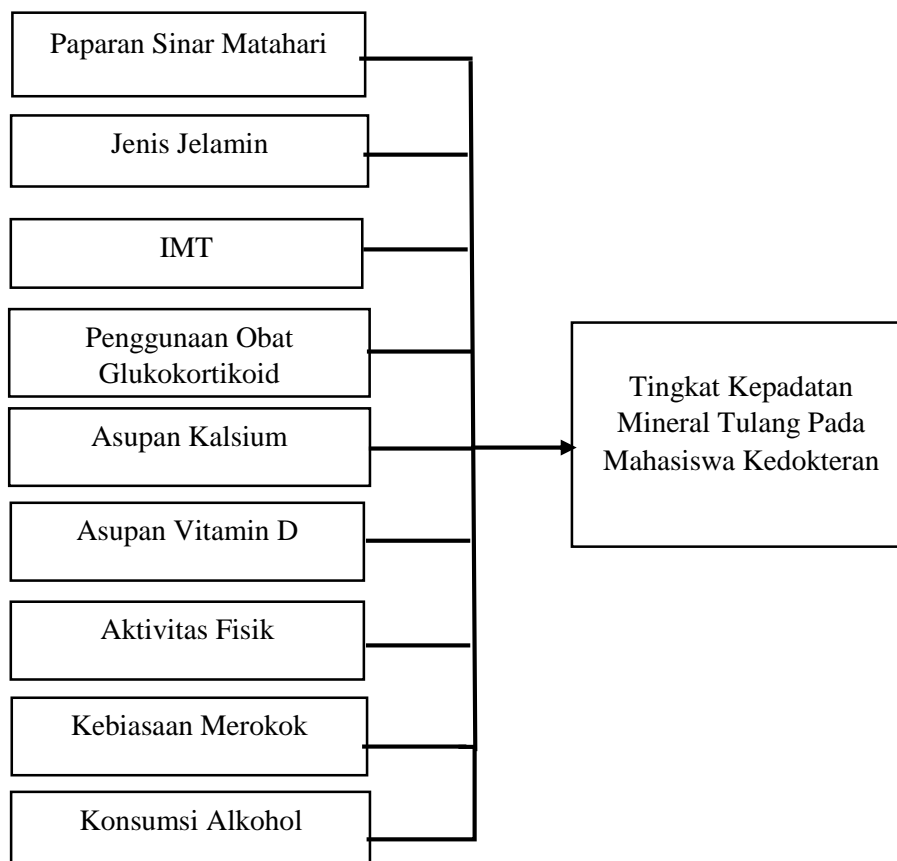 Paparan Sinar Matahari
Jenis Jelamin
IMT
Penggunaan Obat
Glukokortikoid
Asupan Kalsium
Asupan Vitamin D
Aktivitas Fisik
Kebiasaan Merokok
Konsumsi Alkohol
Tingkat Kepadatan
Mineral Tulang Pada
Mahasiswa Kedokteran